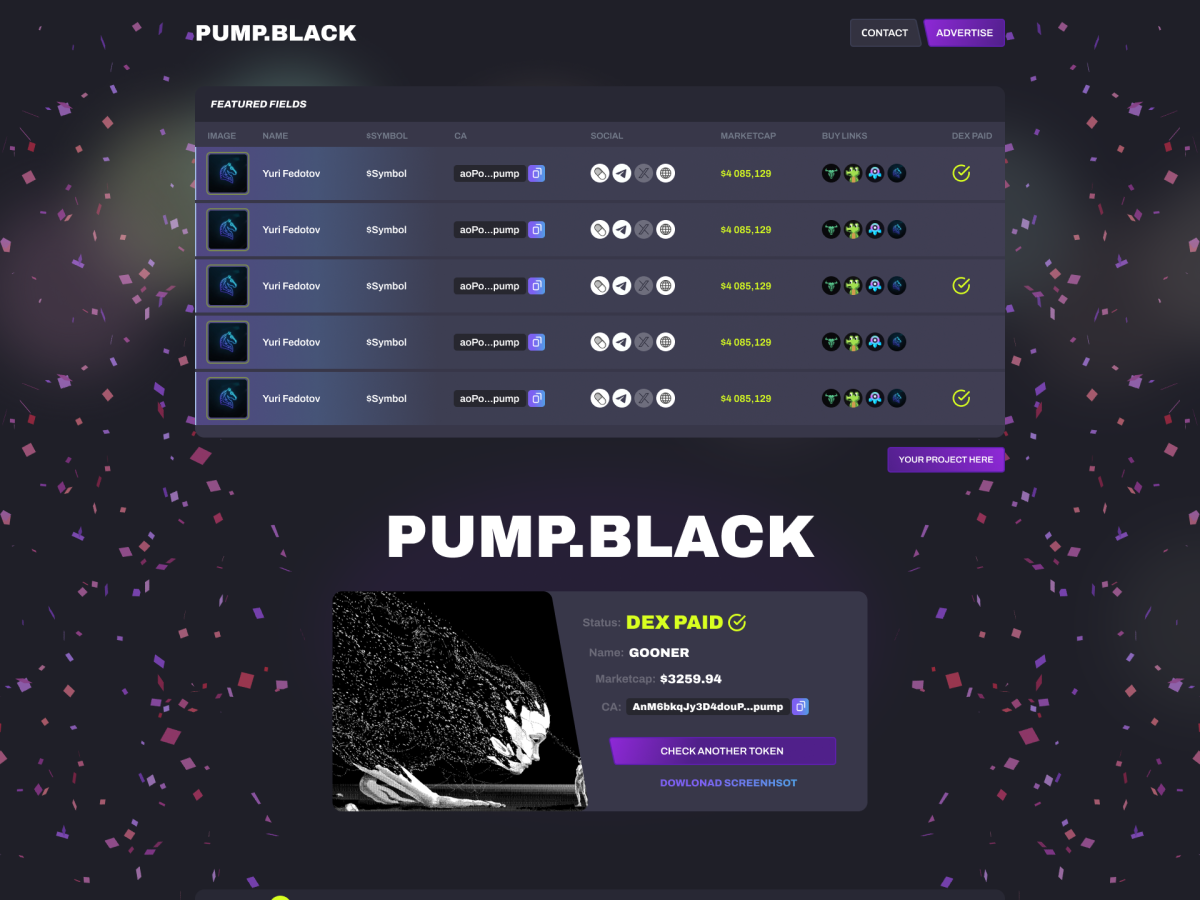 PUMP.BLACK
CONTACT
ADVERTISE
FEATURED FIELDS
IMAGE NAME $SYMBOL CA SOCIAL MARKETCAP BUY LINKS DEX PAID
Yuri Fedotov $Symbol aoPo...pump $4 085,129
Yuri Fedotov $Symbol aoPo...pump $4 085,129
Yuri Fedotov $Symbol aoPo...pump $4 085,129
Yuri Fedotov $Symbol aoPo...pump $4 085,129
Yuri Fedotov $Symbol aoPo...pump $4 085,129
YOUR PROJECT HERE
PUMP.BLACK
Status: DEX PAID
Name: GOONER
Marketcap: $3259.94
CA: AnM6bkqJy3D4douP...pump
CHECK ANOTHER TOKEN
DOWLONAD SCREENHSOT